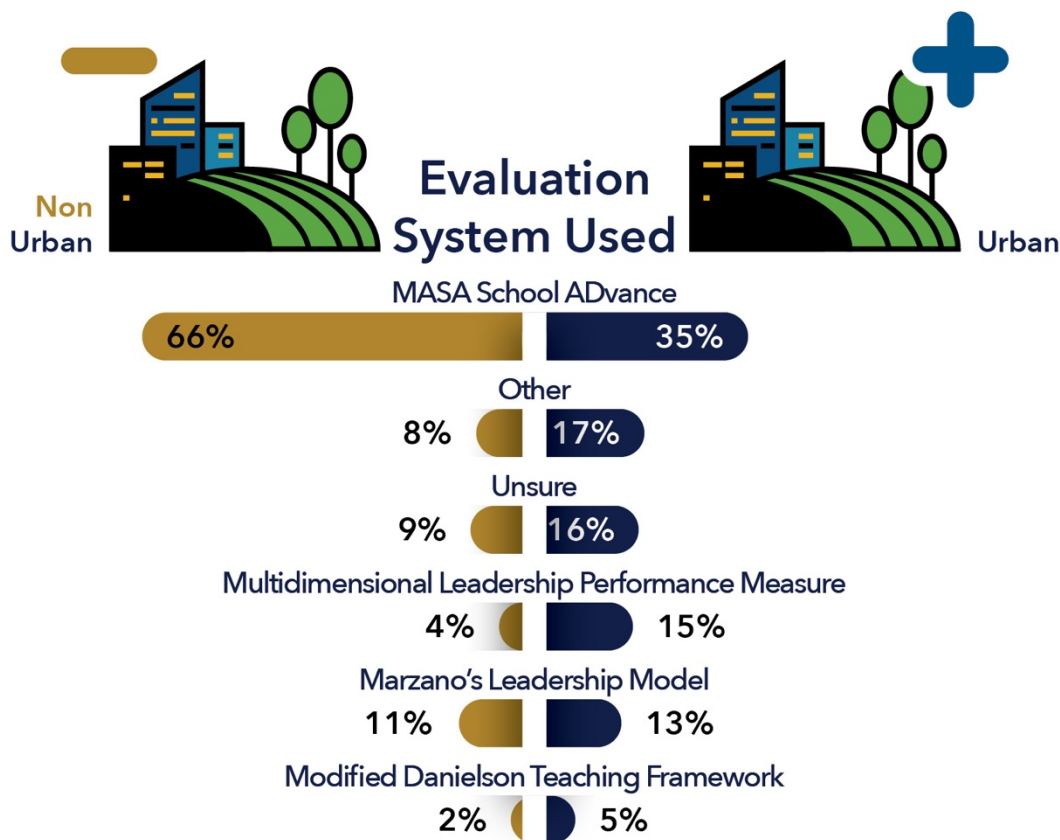 Evaluation
System Used
Non
Urban
Urban
MASA School ADvance
66% 35%
Other
8% 17%
Unsure
9% 16%
Multidimensional Leadership Performance Measure
4% 15%
Marzano's Leadership Model
11% 13%
Modified Danielson Teaching Framework
2% 5%